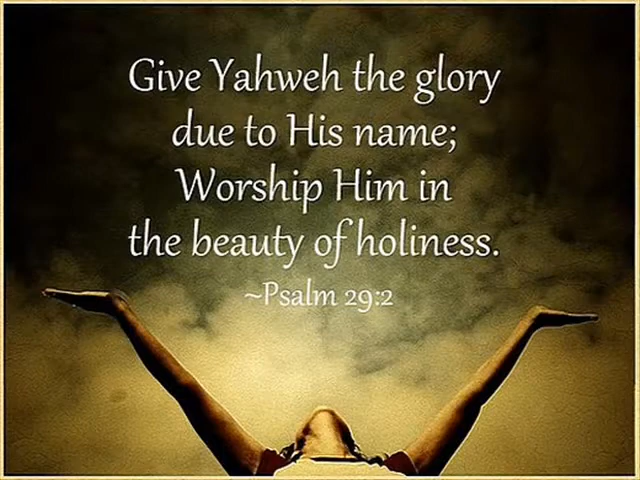 Give Yahweh the glory
due to His name;
Worship Him in
the beauty of holiness.
~Psalm 29:2